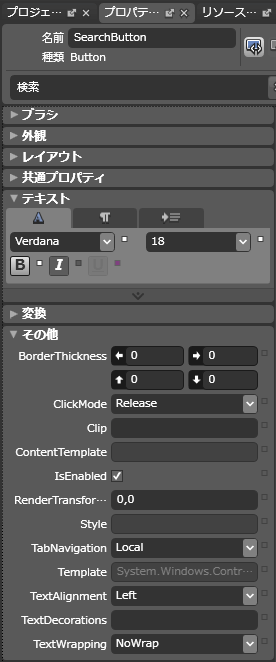 プロジェ… プロパテ… リソース…
名前 SearchButton
種類 Button
検索
ブラシ
外観
レイアウト
共通プロパティ
テキスト
A ¶
Verdana 18
B I U
変換
その他
BorderThickness 0 0
0 0
ClickMode Release
Clip
ContentTemplate
IsEnabled
RenderTransfor… 0,0
Style
TabNavigation Local
Template System.Windows.Contr…
TextAlignment Left
TextDecorations
TextWrapping NoWrap